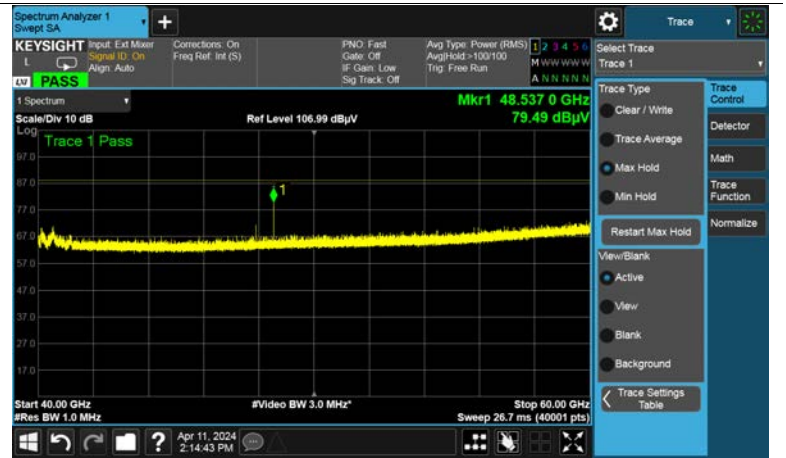 Spectrum Analyzer 1
Swept SA
Trace
KEYSIGHT
L
LXI
PASS
Input: Ext Mixer
Signal ID: On
Align: Auto
Corrections: On
Freq Ref: Int (S)
PNO: Fast
Gate: Off
IF Gain: Low
Sig Track: Off
Avg Type: Power (RMS)
Avg|Hold:>100/100
Trig: Free Run
1 2 3 4 5 6
M W W W W W
A N N N N N
Select Trace
Trace 1
1 Spectrum
Scale/Div 10 dB
Ref Level 106.99 dBµV
Mkr1 48.537 0 GHz
79.49 dBµV
Log
Trace 1 Pass
97.0
87.0
1
77.0
67.0
57.0
47.0
37.0
27.0
17.0
Start 40.00 GHz
#Video BW 3.0 MHz*
Stop 60.00 GHz
#Res BW 1.0 MHz
Sweep 26.7 ms (40001 pts)
Trace Type
Clear / Write
Trace Average
Max Hold
Min Hold
Restart Max Hold
View/Blank
Active
View
Blank
Background
Trace Settings
Table
Trace
Control
Detector
Math
Trace
Function
Normalize
?
Apr 11, 2024
2:14:43 PM